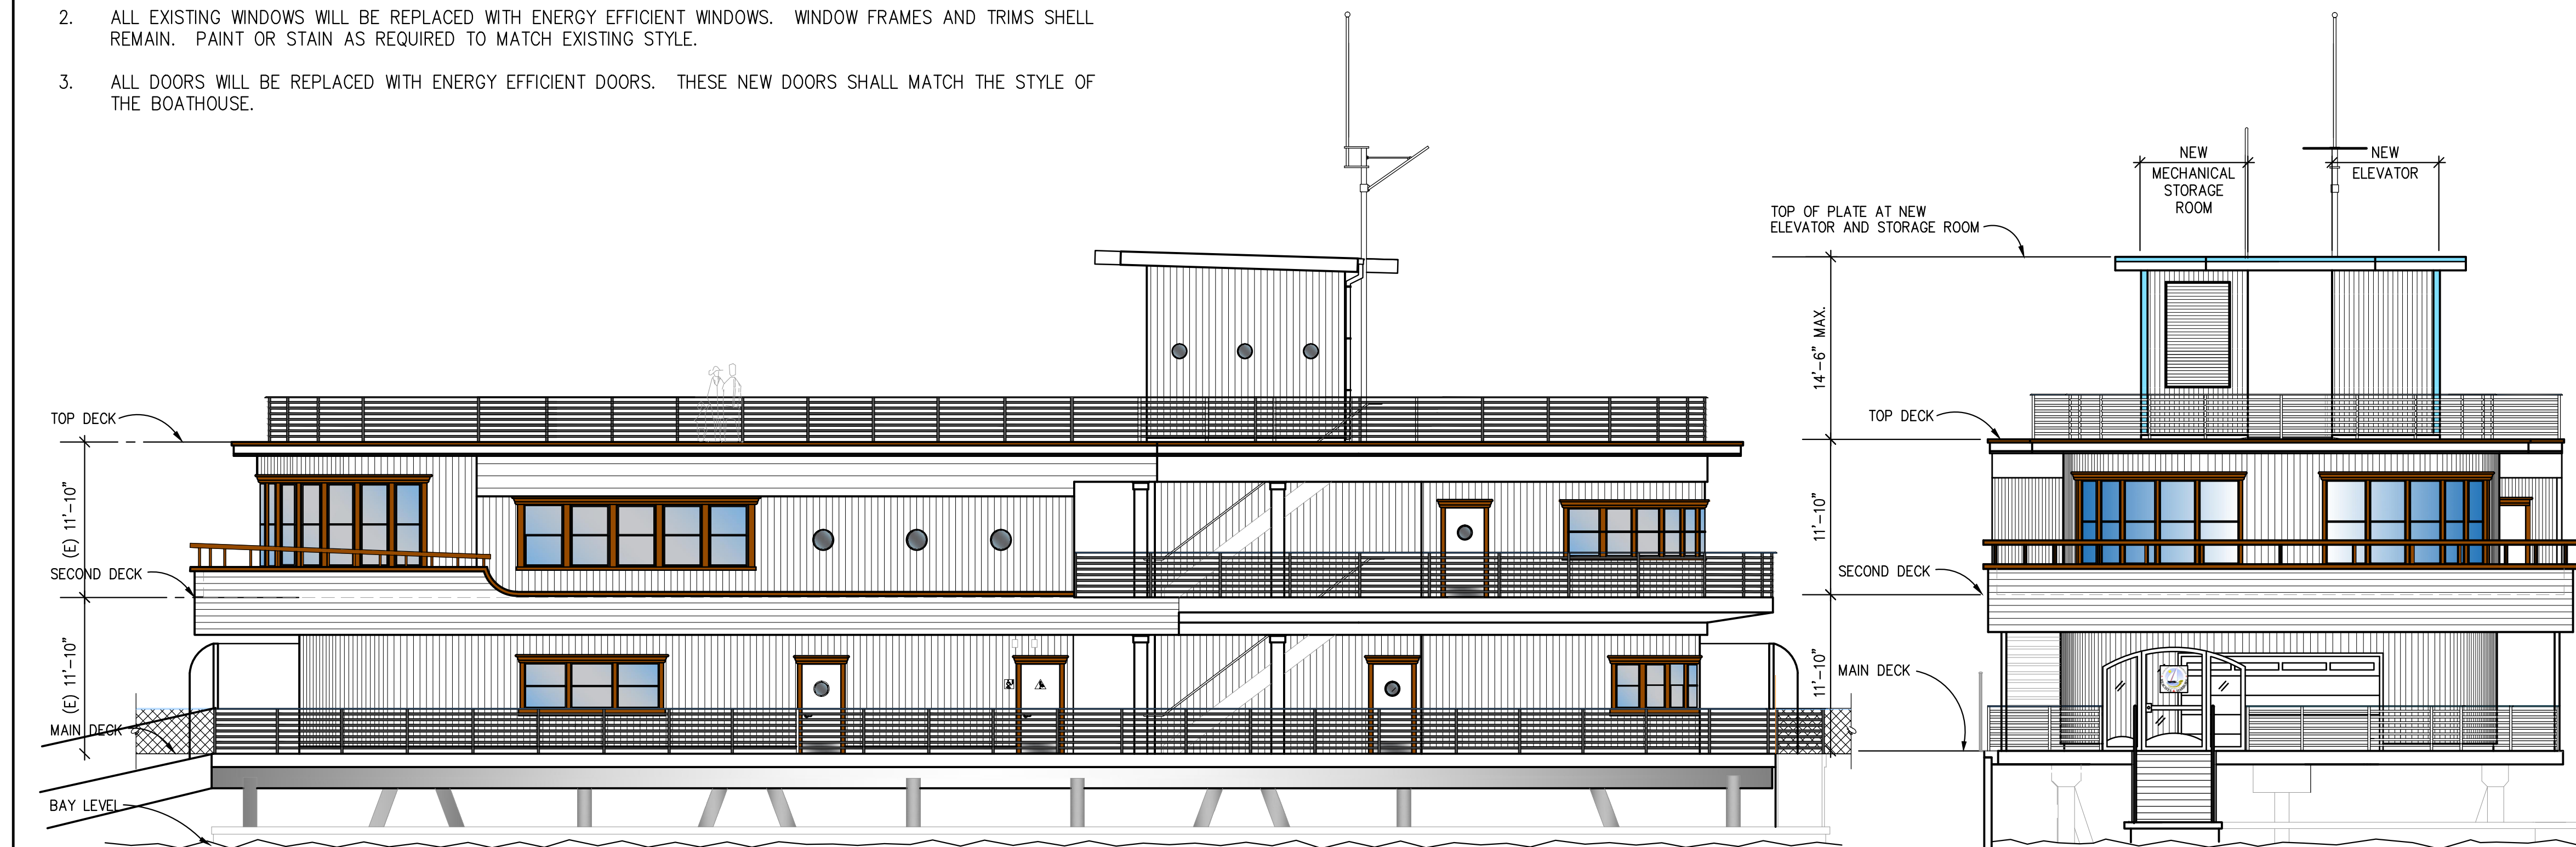 2. ALL EXISTING WINDOWS WILL BE REPLACED WITH ENERGY EFFICIENT WINDOWS. WINDOW FRAMES AND TRIMS SHELL
REMAIN. PAINT OR STAIN AS REQUIRED TO MATCH EXISTING STYLE.
3. ALL DOORS WILL BE REPLACED WITH ENERGY EFFICIENT DOORS. THESE NEW DOORS SHALL MATCH THE STYLE OF
THE BOATHOUSE.
TOP DECK
(E) 11'-10"
SECOND DECK
(E) 11'-10"
MAIN DECK
BAY LEVEL
NEW
MECHANICAL
STORAGE
ROOM
NEW
ELEVATOR
TOP OF PLATE AT NEW
ELEVATOR AND STORAGE ROOM
14'-6" MAX.
TOP DECK
11'-10"
SECOND DECK
11'-10"
MAIN DECK